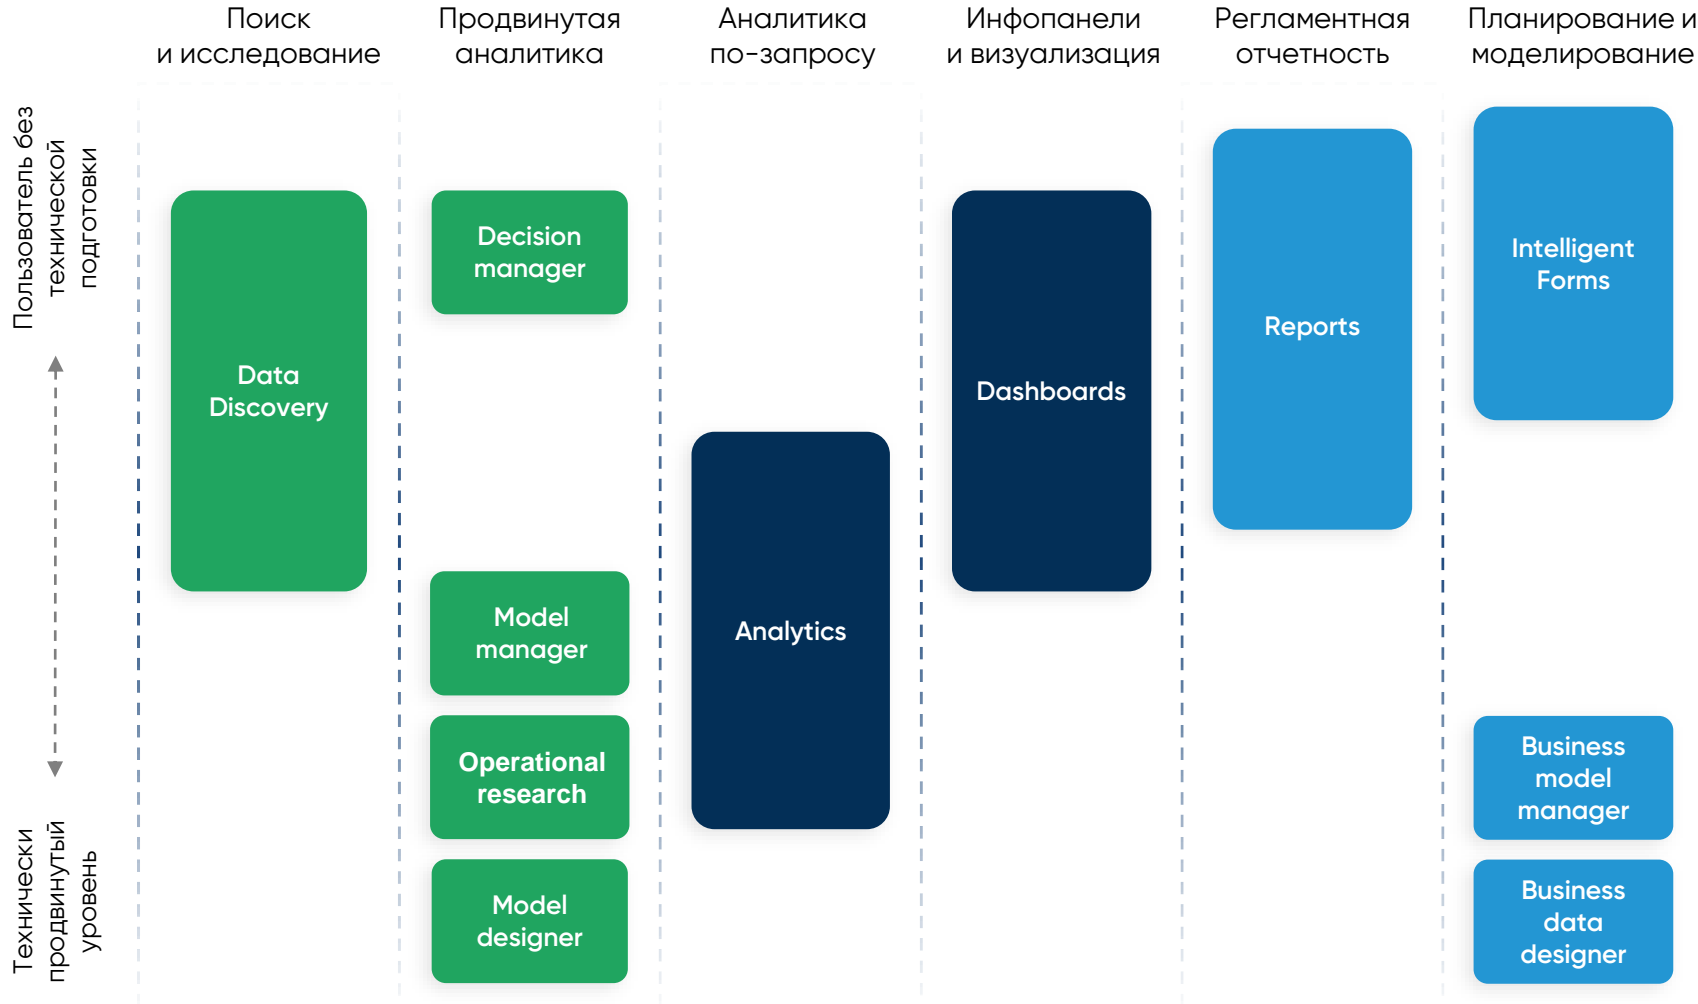 Поиск
и исследование
Продвинутая
аналитика
Аналитика
по-запросу
Инфопанели
и визуализация
Регламентная
отчетность
Планирование и
моделирование
Пользователь без
технической
подготовки
Технически
продвинутый
уровень
Data
Discovery
Decision
manager
Model
manager
Operational
research
Model
designer
Analytics
Dashboards
Reports
Intelligent
Forms
Business
model
manager
Business
data
designer